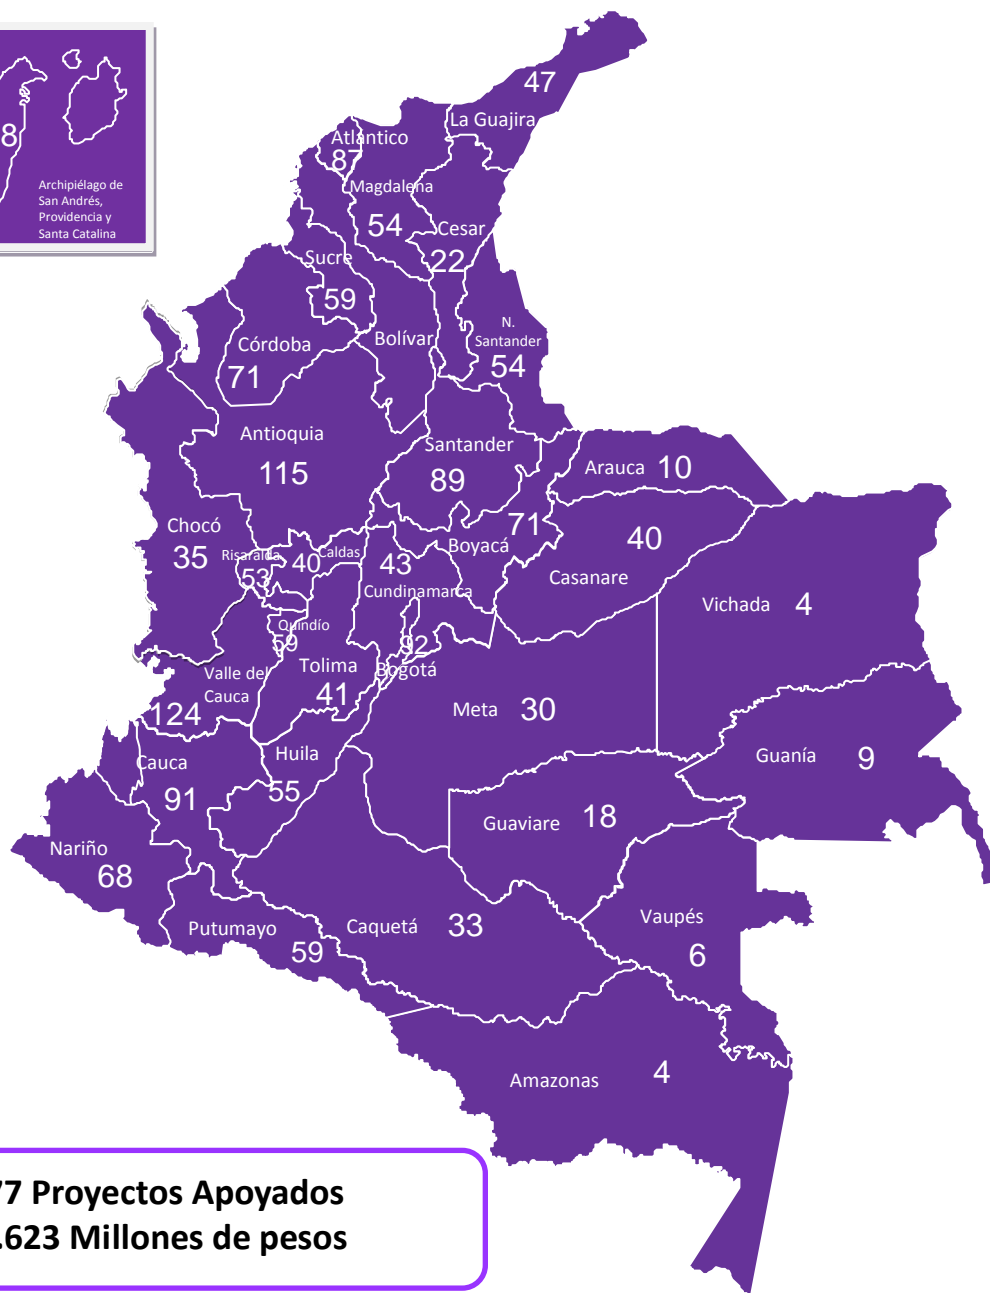 47
La Guajira
Atlántico
87
8
Magdalena
54
Archipiélago de
San Andrés,
Providencia y
Santa Catalina
Cesar
22
Sucre
59
N.
Santander
54
Bolívar
Córdoba
71
Antioquia
115
Santander
89
Arauca 10
Chocó
35
71
Boyacá
40
Casanare
Risaralda
53
40
Caldas
43
Cundinamarca
Vichada 4
Quindío
59
92
Bogotá
Tolima
41
Valle del
Cauca
124
Meta 30
Cauca
91
Huila
55
Guanía 9
Guaviare 18
Nariño
68
Putumayo
59
Caquetá 33
Vaupés
6
Amazonas 4
77 Proyectos Apoyados
.623 Millones de pesos